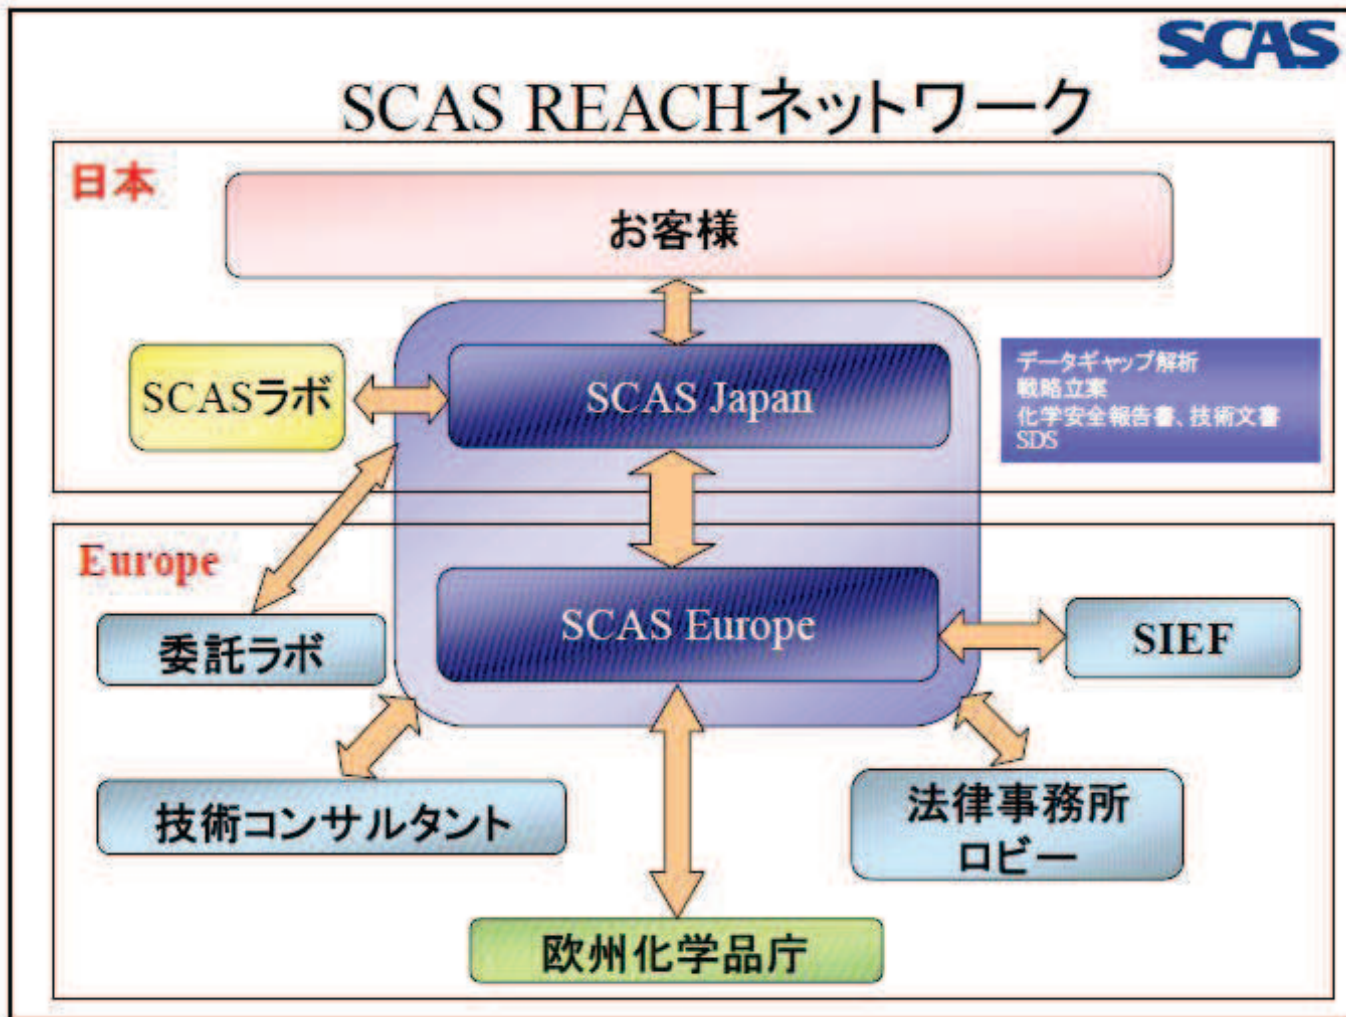 SCAS
SCAS REACHネットワーク
日本
お客様
SCASラボ
SCAS Japan
データギャップ解析
戦略立案
化学安全報告書、技術文書
SDS
Europe
SCAS Europe
委託ラボ
SIEF
技術コンサルタント
法律事務所
ロビー
欧州化学品庁